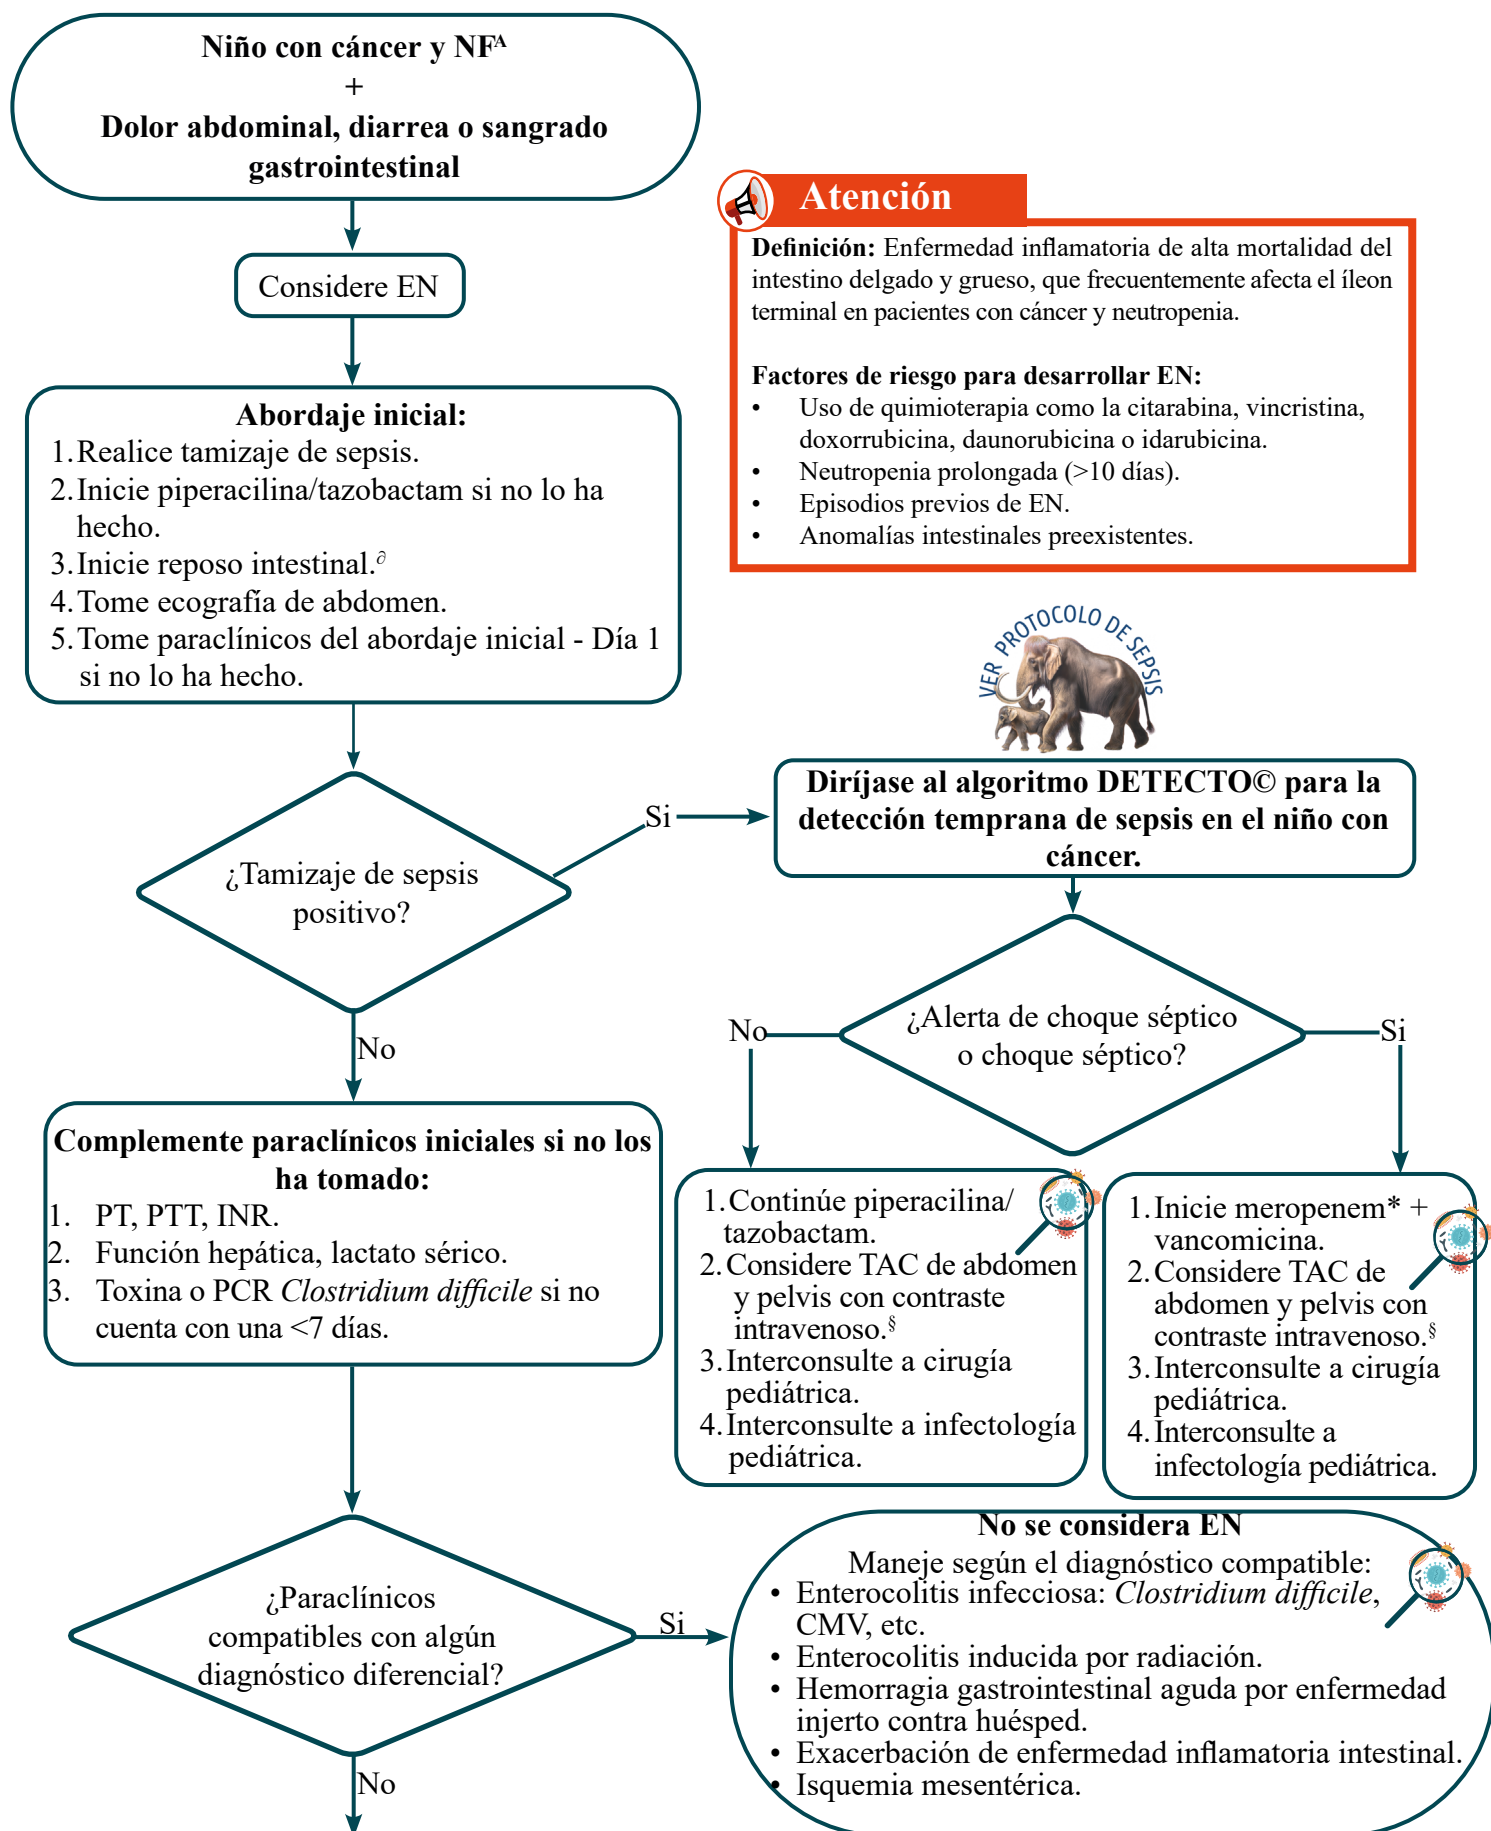 Niño con cáncer y NFᴬ
+
Dolor abdominal, diarrea o sangrado
gastrointestinal
Considere EN
Atención
Definición: Enfermedad inflamatoria de alta mortalidad del
intestino delgado y grueso, que frecuentemente afecta el íleon
terminal en pacientes con cáncer y neutropenia.
Factores de riesgo para desarrollar EN:
• Uso de quimioterapia como la citarabina, vincristina,
doxorrubicina, daunorubicina o idarubicina.
• Neutropenia prolongada (>10 días).
• Episodios previos de EN.
• Anomalías intestinales preexistentes.
Abordaje inicial:
1. Realice tamizaje de sepsis.
2. Inicie piperacilina/tazobactam si no lo ha
hecho.
3. Inicie reposo intestinal.∂
4. Tome ecografía de abdomen.
5. Tome paraclínicos del abordaje inicial - Día 1
si no lo ha hecho.
VER PROTOCOLO DE SEPSIS
¿Tamizaje de sepsis
positivo?
Si
Diríjase al algoritmo DETECTO© para la
detección temprana de sepsis en el niño con
cáncer.
¿Alerta de choque séptico
o choque séptico?
No
Si
No
Complemente paraclínicos iniciales si no los
ha tomado:
1. PT, PTT, INR.
2. Función hepática, lactato sérico.
3. Toxina o PCR Clostridium difficile si no
cuenta con una <7 días.
1. Continúe piperacilina/
tazobactam.
2. Considere TAC de abdomen
y pelvis con contraste
intravenoso.§
3. Interconsulte a cirugía
pediátrica.
4. Interconsulte a infectología
pediátrica.
1. Inicie meropenem* +
vancomicina.
2. Considere TAC de
abdomen y pelvis con
contraste intravenoso.§
3. Interconsulte a cirugía
pediátrica.
4. Interconsulte a
infectología pediátrica.
¿Paraclínicos
compatibles con algún
diagnóstico diferencial?
Si
No se considera EN
Maneje según el diagnóstico compatible:
• Enterocolitis infecciosa: Clostridium difficile,
CMV, etc.
• Enterocolitis inducida por radiación.
• Hemorragia gastrointestinal aguda por enfermedad
injerto contra huésped.
• Exacerbación de enfermedad inflamatoria intestinal.
• Isquemia mesentérica.
No